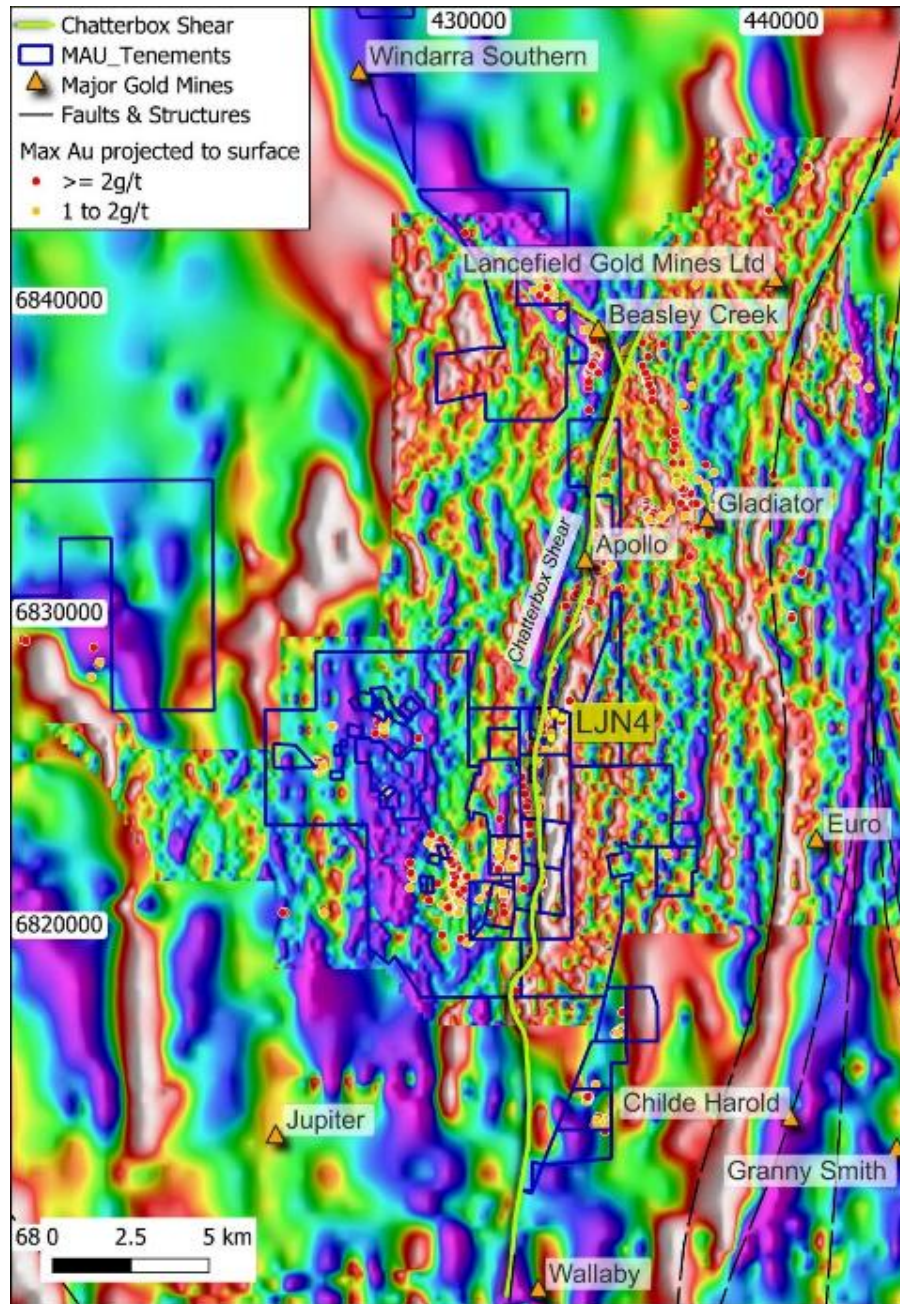 430000
440000
Chatterbox Shear
MAU_Tenements
Major Gold Mines
Faults & Structures
Max Au projected to surface
>= 2g/t
1 to 2g/t
Windarra Southern
Lancefield Gold Mines Ltd
6840000
Beasley Creek
Gladiator
Apollo
Chatterbox Shear
6830000
LJN4
Euro
6820000
Childe Harold
Jupiter
Granny Smith
68
0 2.5 5 km
Wallaby